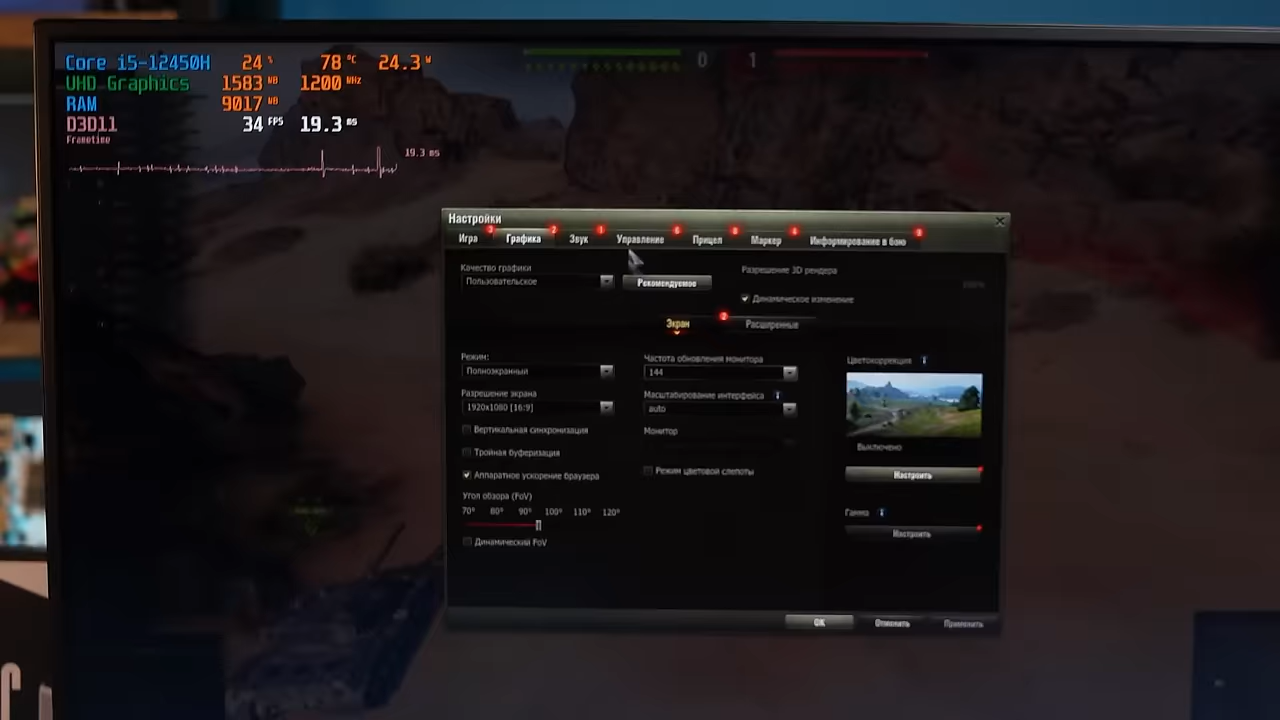 Core i5-12450H 24 % 78 °C 24.3 W
UHD Graphics 1583 MB 1200 MHz
RAM 9017 MB
D3D11 34 FPS 19.3 ms
Frametime
19.3 ms
0 1
Настройки
Игра Графика Звук Управление Прицел Маркер Информирование в бою
Качество графики
Пользовательское
Рекомендуемое
Разрешение 3D рендера
Динамическое изменение
Экран Расширенные
Режим:
Полноэкранный
Разрешение экрана
1920x1080 [16:9]
Вертикальная синхронизация
Тройная буферизация
Аппаратное ускорение браузера
Угол обзора (FoV)
70° 80° 90° 100° 110° 120°
Динамический FoV
Частота обновления монитора
144
Масштабирование интерфейса
auto
Монитор
Режим цветовой слепоты
Цветокоррекция
Выключено
Настроить
Гамма
Настроить
ОК Отменить Применить